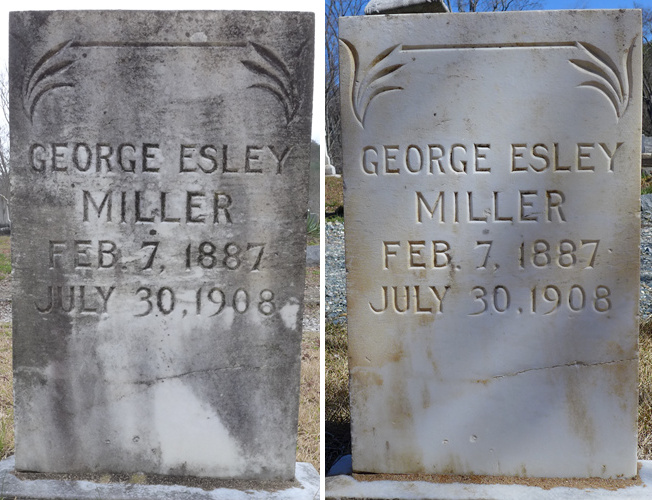 GEORGE ESLEY
MILLER
FEB. 7, 1887
JULY 30, 1908
GEORGE ESLEY
MILLER
FEB. 7, 1887
JULY 30, 1908